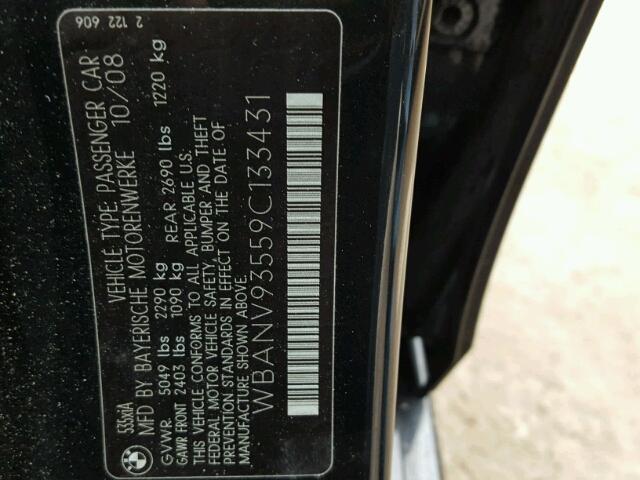 335xiA VEHICLE TYPE: PASSENGER CAR
MFD BY BAYERISCHE MOTORENWERKE 10/08
GVWR 5049 lbs 2290 kg
GAWR FRONT 2403 lbs 1090 kg REAR 2690 lbs 1220 kg
THIS VEHICLE CONFORMS TO ALL APPLICABLE U.S.
FEDERAL MOTOR VEHICLE SAFETY, BUMPER AND THEFT
PREVENTION STANDARDS IN EFFECT ON THE DATE OF
MANUFACTURE SHOWN ABOVE.
WBANV93559C133431
2 122 606